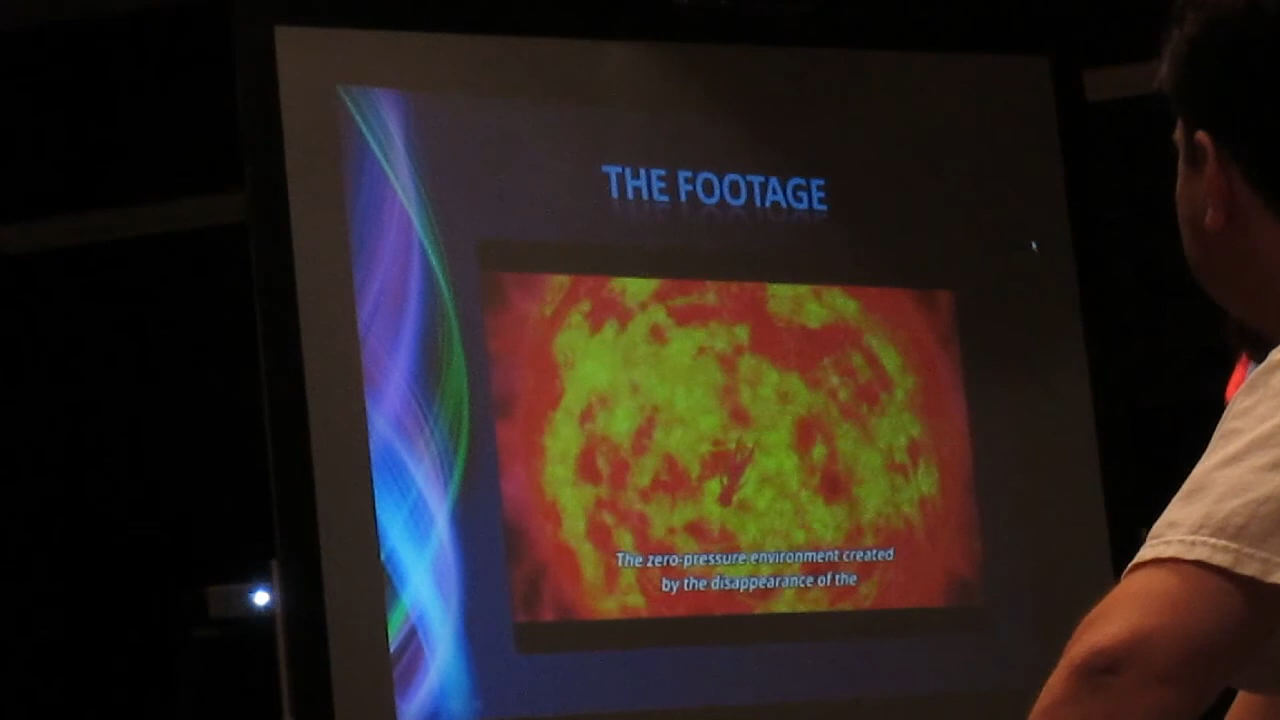 THE FOOTAGE
The zero-pressure environment created
by the disappearance of the